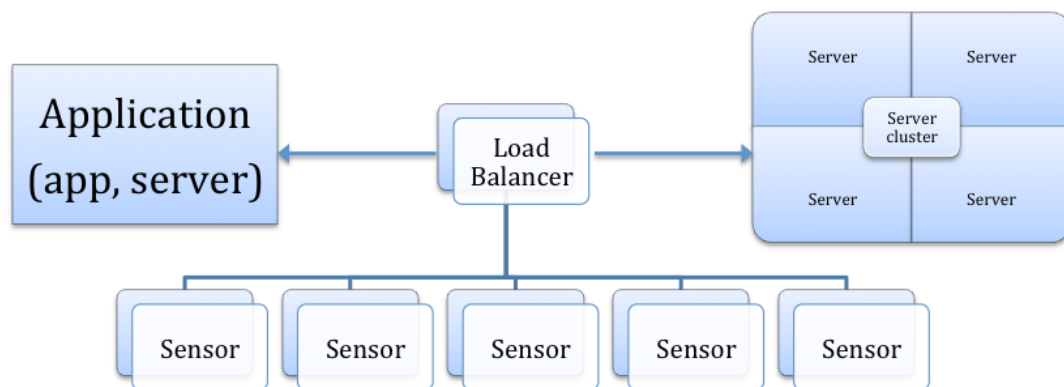 Application
(app, server)
Load
Balancer
Server
Server
Server
cluster
Server
Server
Sensor
Sensor
Sensor
Sensor
Sensor